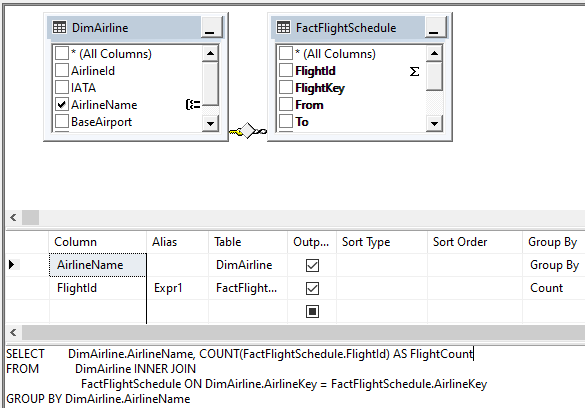 DimAirline
* (All Columns)
AirlineId
IATA
AirlineName
BaseAirport
FactFlightSchedule
* (All Columns)
FlightId Σ
FlightKey
From
To
Column Alias Table Outp... Sort Type Sort Order Group By
AirlineName DimAirline Group By
FlightId Expr1 FactFlight... Count
SELECT DimAirline.AirlineName, COUNT(FactFlightSchedule.FlightId) AS FlightCount
FROM DimAirline INNER JOIN
FactFlightSchedule ON DimAirline.AirlineKey = FactFlightSchedule.AirlineKey
GROUP BY DimAirline.AirlineName